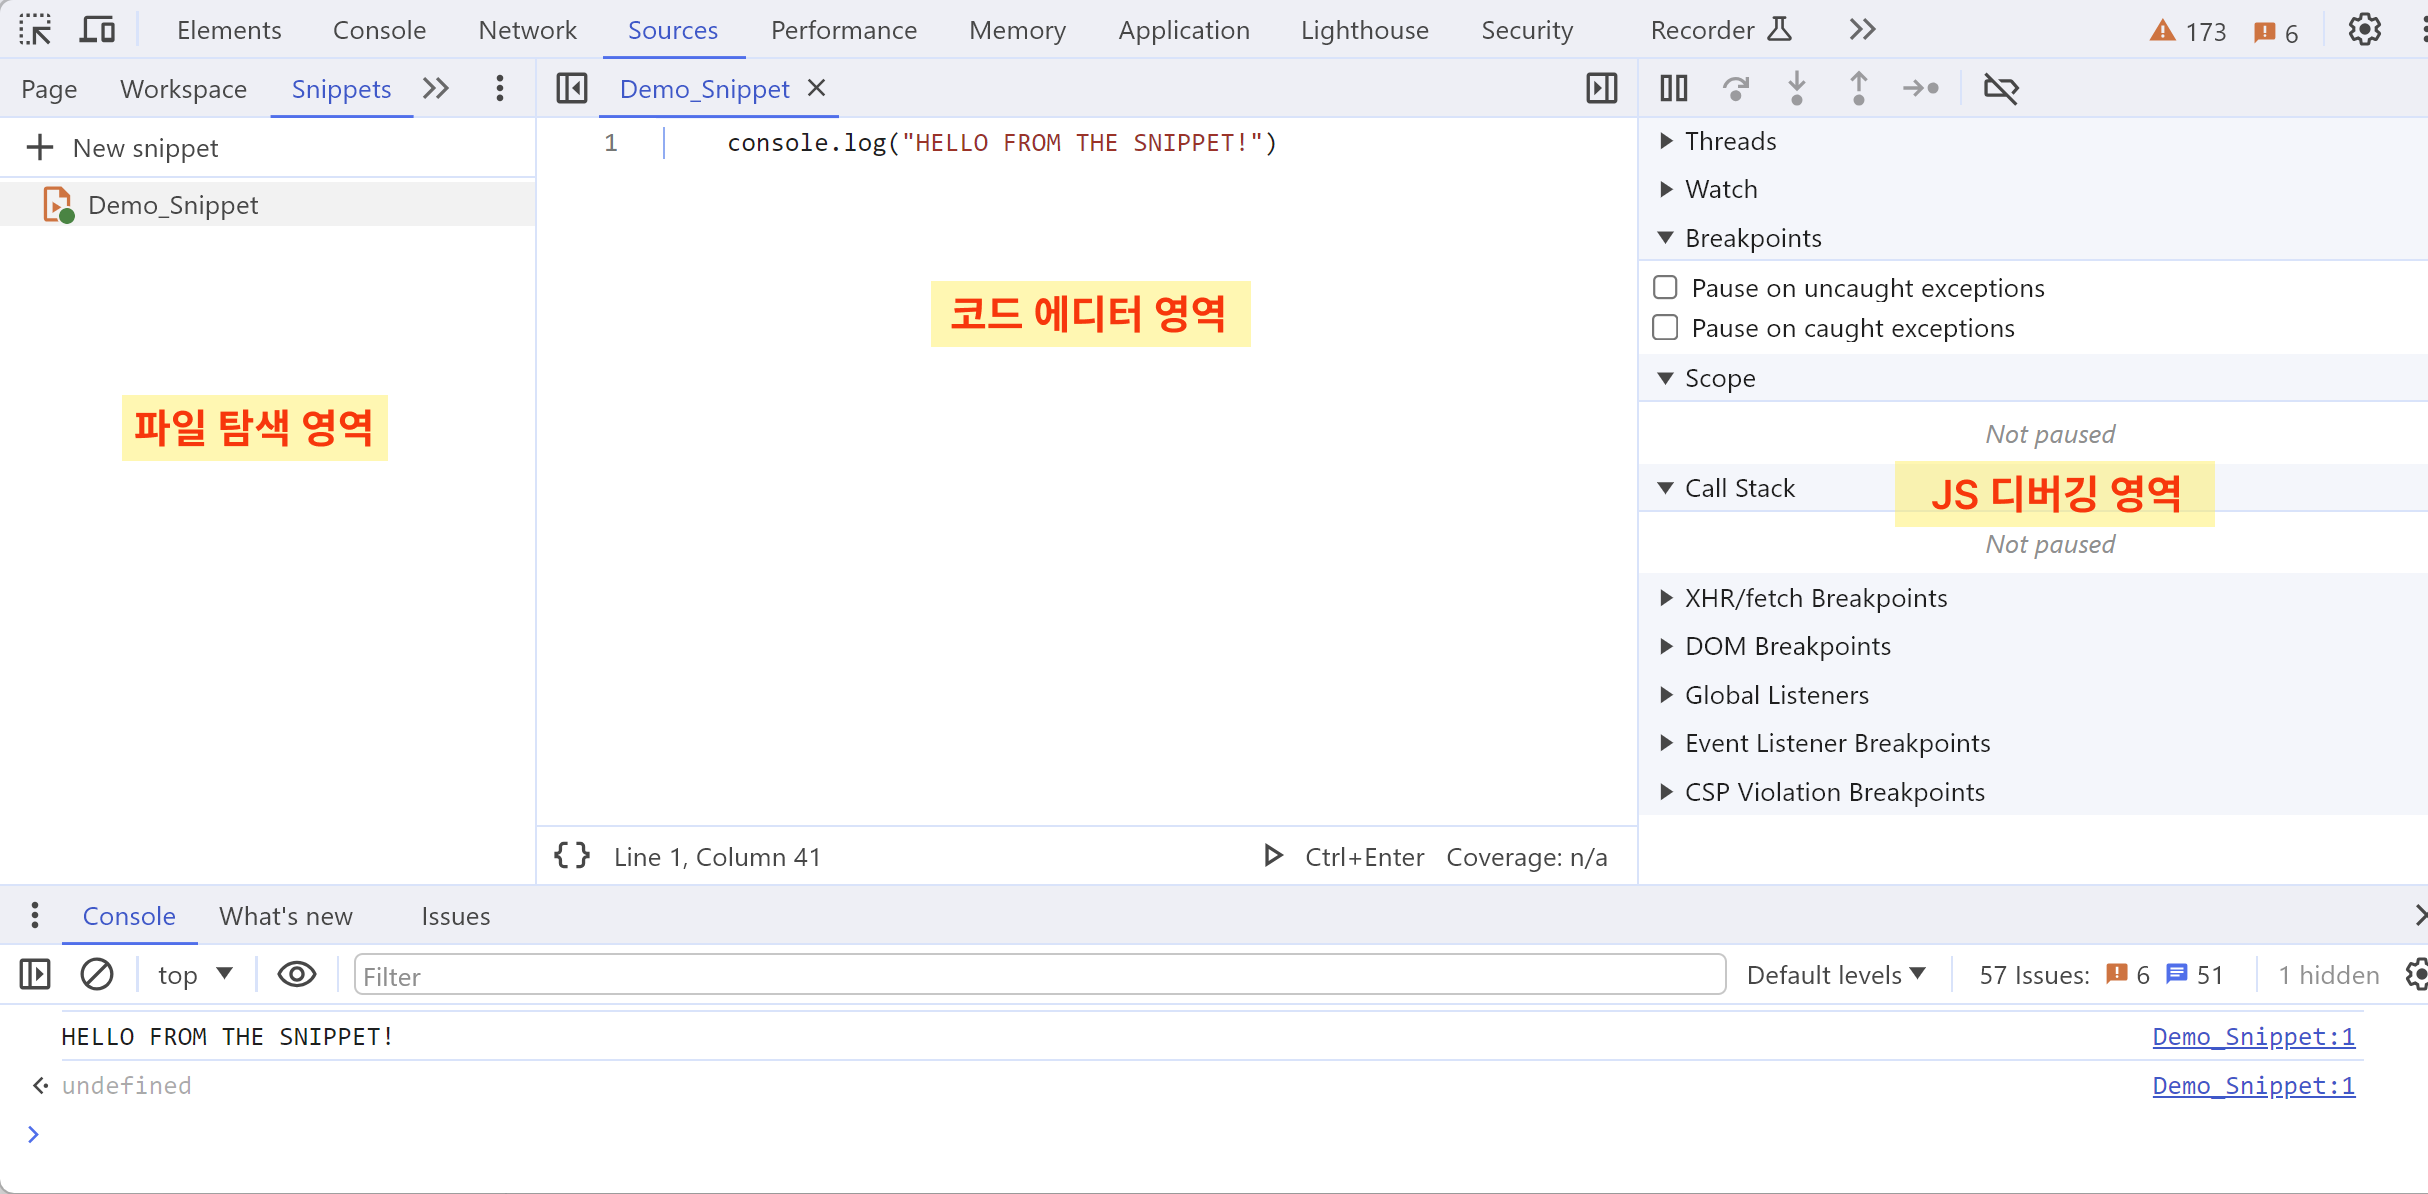 Elements Console Network Sources Performance Memory Application Lighthouse Security Recorder 173 6
Page Workspace Snippets Demo_Snippet
New snippet
Demo_Snippet
파일 탐색 영역
1 console.log("HELLO FROM THE SNIPPET!")
코드 에디터 영역
{ } Line 1, Column 41 Ctrl+Enter Coverage: n/a
Threads
Watch
Breakpoints
Pause on uncaught exceptions
Pause on caught exceptions
Scope
Not paused
Call Stack
JS 디버깅 영역
Not paused
XHR/fetch Breakpoints
DOM Breakpoints
Global Listeners
Event Listener Breakpoints
CSP Violation Breakpoints
Console What's new Issues
top Filter Default levels 57 Issues: 6 51 1 hidden
HELLO FROM THE SNIPPET! Demo_Snippet:1
undefined Demo_Snippet:1